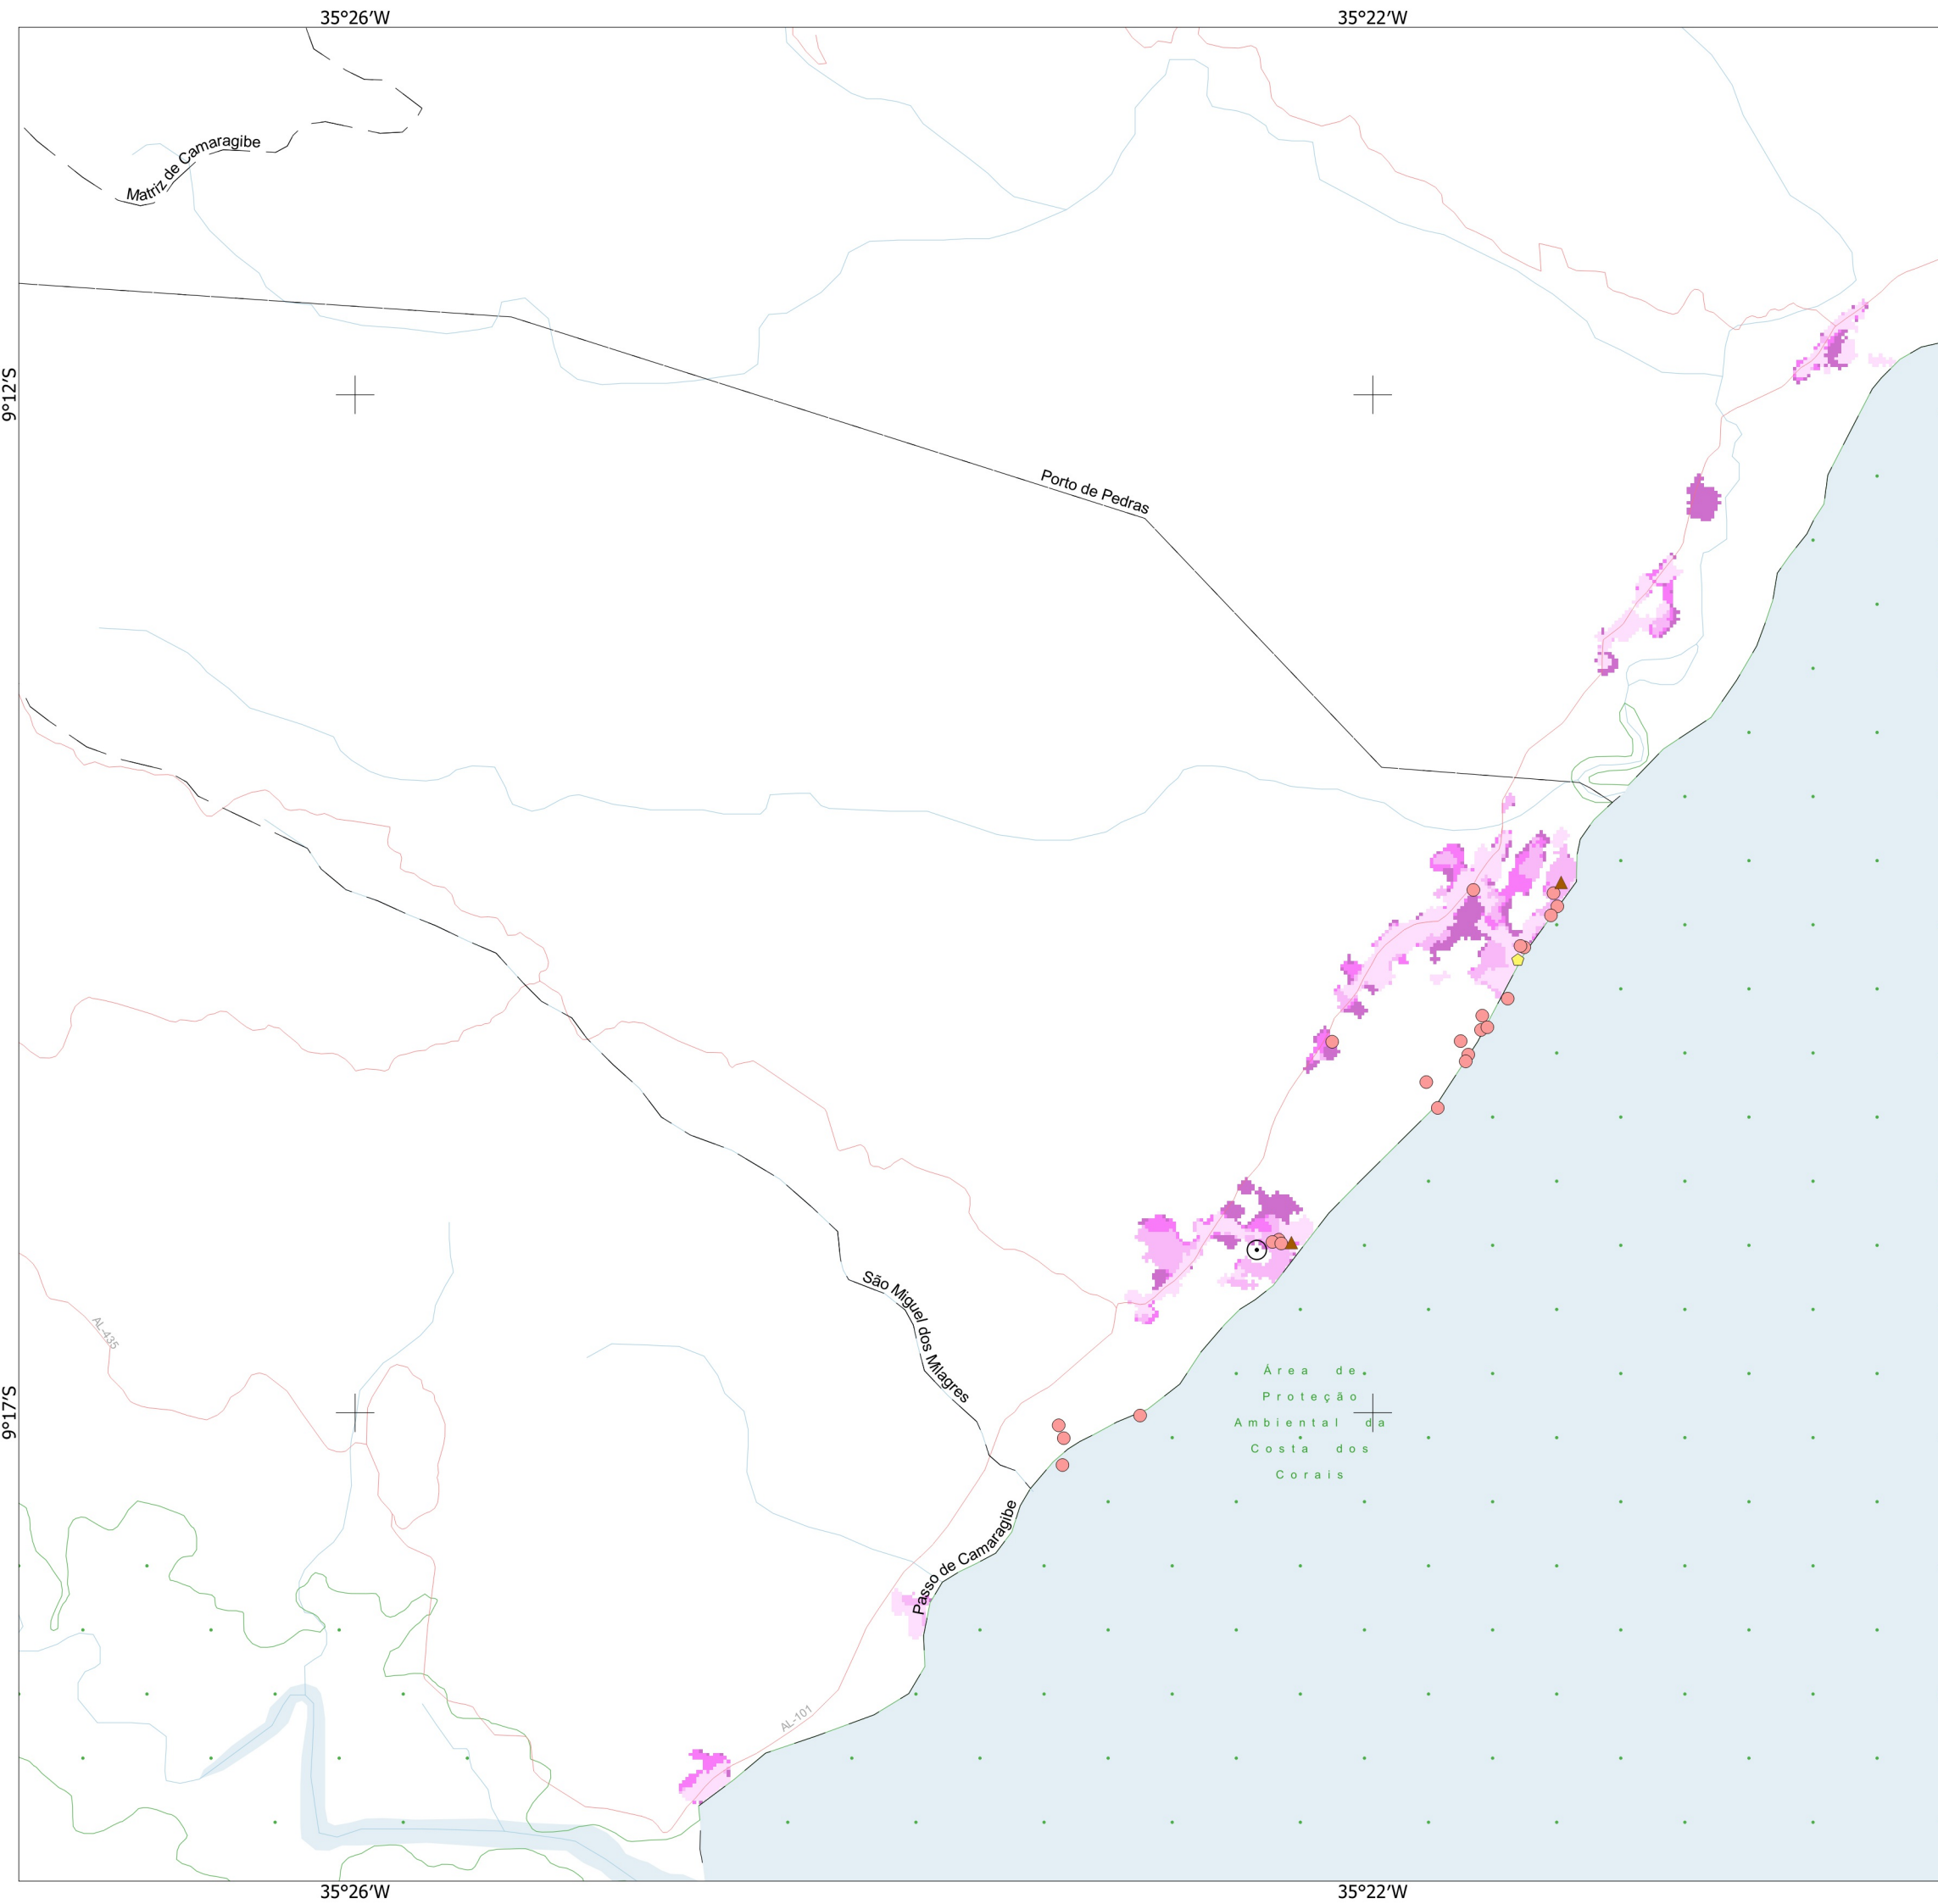 35°26'W
35°22'W
Matriz de Camaragibe
9°12'S
Porto de Pedras
São Miguel dos MIlagres
AL-435
Área de
Proteção
Ambiental da
Costa dos
Corais
9°17'S
Passo de Camaragibe
AL-101
35°26'W
35°22'W